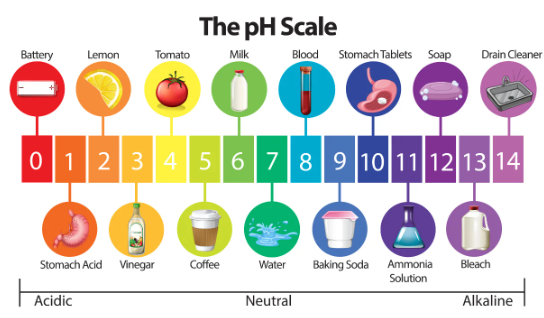 The pH Scale
Battery Lemon Tomato Milk Blood Stomach Tablets Soap Drain Cleaner
0 1 2 3 4 5 6 7 8 9 10 11 12 13 14
Stomach Acid Vinegar Coffee Water Baking Soda Ammonia Solution Bleach
Acidic Neutral Alkaline